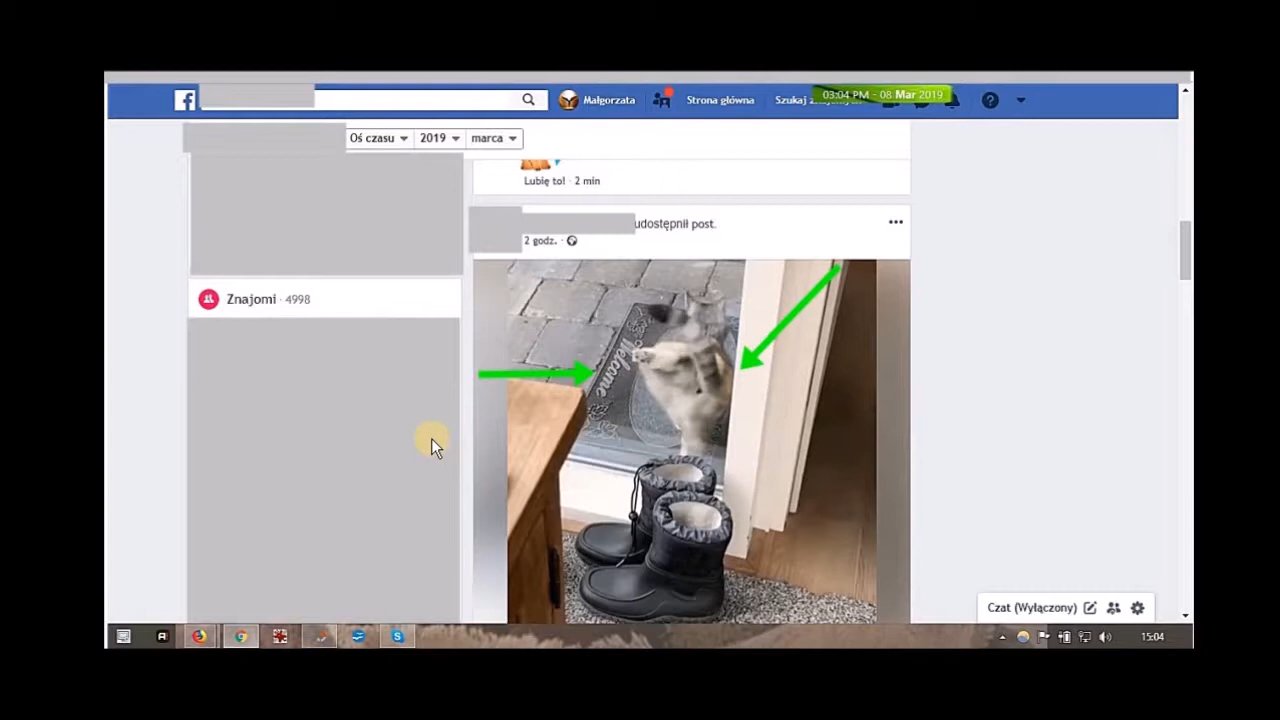 f
Małgorzata
Strona główna
Szukaj
03:04 PM - 08 Mar 2019
Oś czasu
2019
marca
Lubię to! · 2 min
udostępnił post.
2 godz. ·
Znajomi · 4998
Welcome
Czat (Wyłączony)
15:04